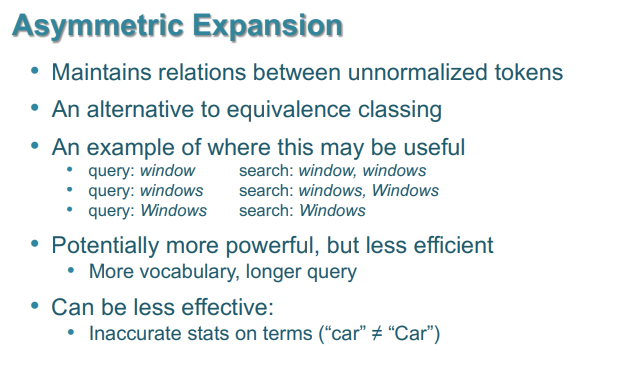 Asymmetric Expansion
• Maintains relations between unnormalized tokens
• An alternative to equivalence classing
• An example of where this may be useful
• query: window search: window, windows
• query: windows search: windows, Windows
• query: Windows search: Windows
• Potentially more powerful, but less efficient
• More vocabulary, longer query
• Can be less effective:
• Inaccurate stats on terms (“car” ≠ “Car”)